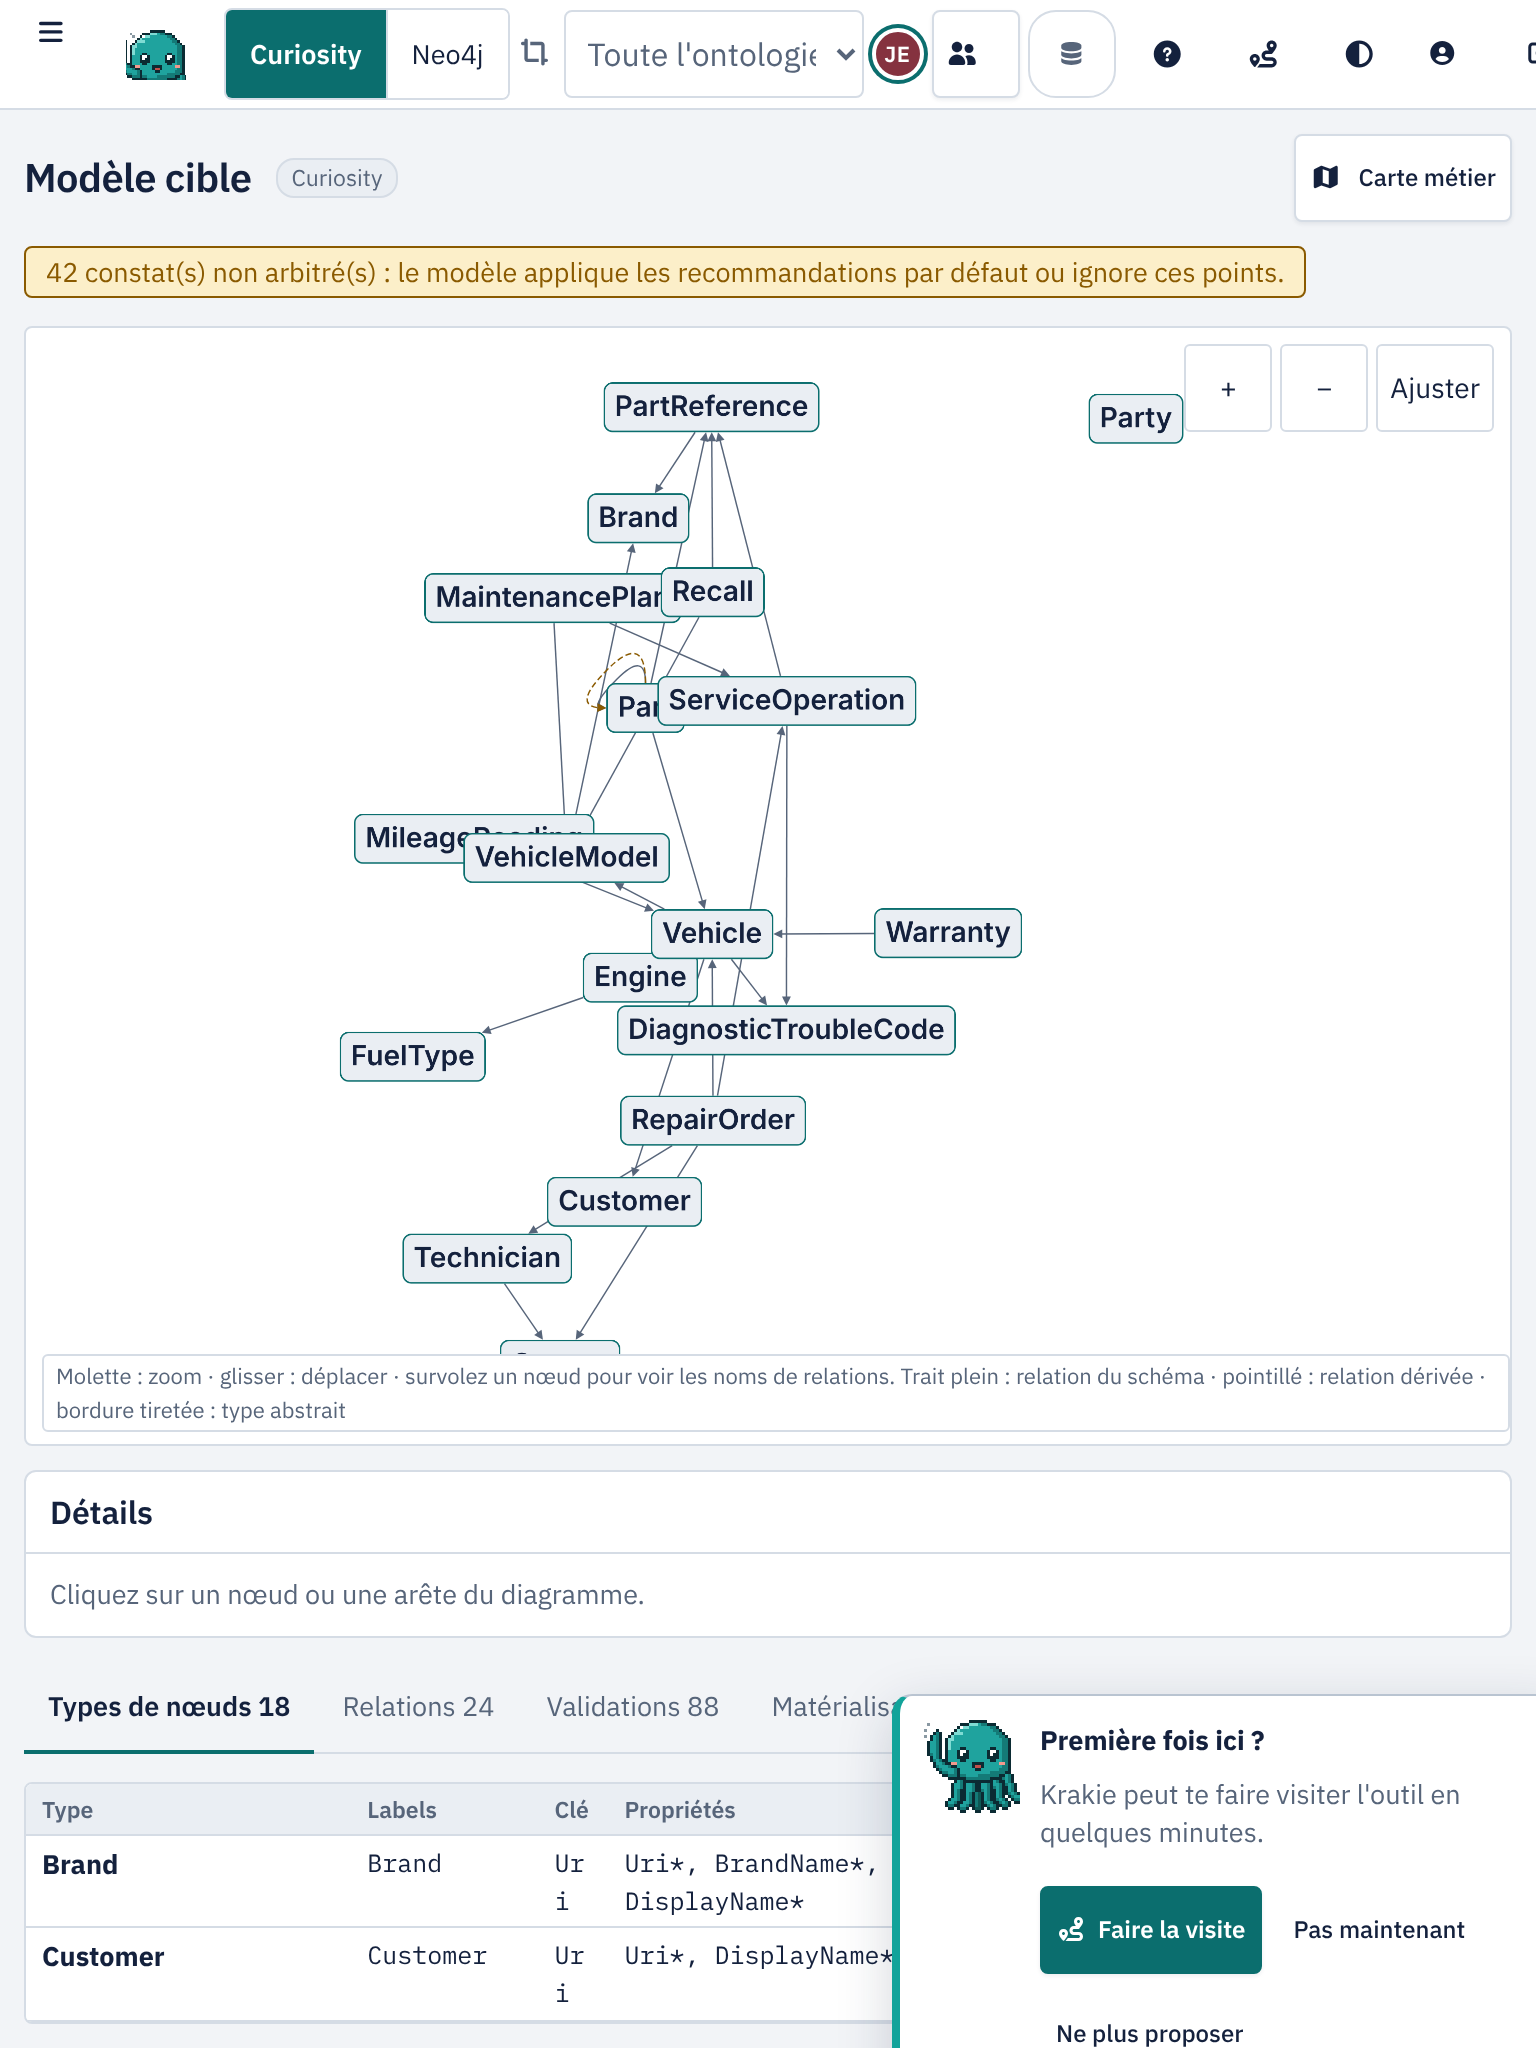 Curiosity
Neo4j
Toute l'ontologie
JE
Modèle cible
Curiosity
Carte métier
42 constat(s) non arbitré(s) : le modèle applique les recommandations par défaut ou ignore ces points.
+
−
Ajuster
PartReference
Party
Brand
MaintenancePlan
Recall
ServiceOperation
VehicleModel
Vehicle
Warranty
Engine
DiagnosticTroubleCode
FuelType
RepairOrder
Customer
Technician
Molette : zoom · glisser : déplacer · survolez un nœud pour voir les noms de relations. Trait plein : relation du schéma · pointillé : relation dérivée ·
bordure tiretée : type abstrait
Détails
Cliquez sur un nœud ou une arête du diagramme.
Types de nœuds 18
Relations 24
Validations 88
Première fois ici ?
Krakie peut te faire visiter l'outil en
quelques minutes.
Faire la visite
Pas maintenant
Ne plus proposer
Type
Labels
Clé
Propriétés
Brand
Brand
Ur
i
Uri*, BrandName*,
DisplayName*
Customer
Customer
Ur
i
Uri*, DisplayName*